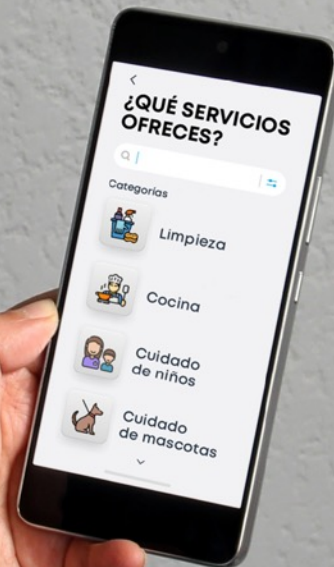 ¿QUÉ SERVICIOS
OFRECES?
Categorías
Limpieza
Cocina
Cuidado
de niños
Cuidado
de mascotas